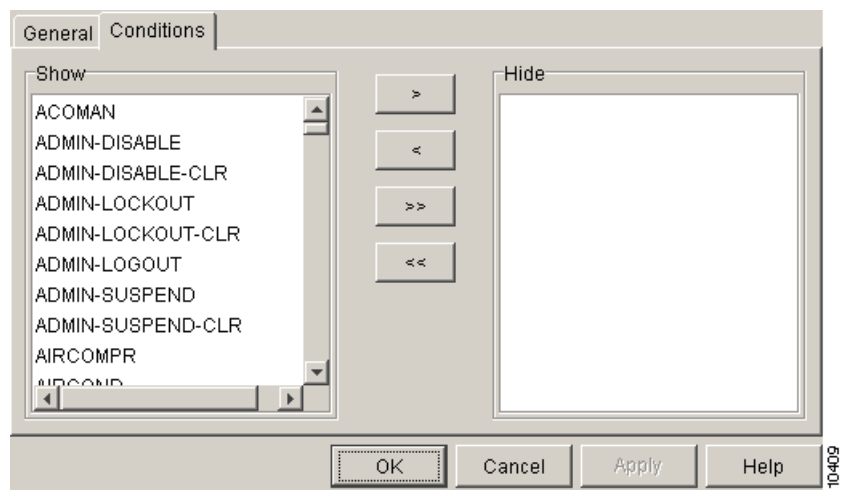 General Conditions
Show
Hide
ACOMAN
ADMIN-DISABLE
ADMIN-DISABLE-CLR
ADMIN-LOCKOUT
ADMIN-LOCKOUT-CLR
ADMIN-LOGOUT
ADMIN-SUSPEND
ADMIN-SUSPEND-CLR
AIRCOMPR
AIRCOND
>
<
>>
<<
OK Cancel Apply Help
10409